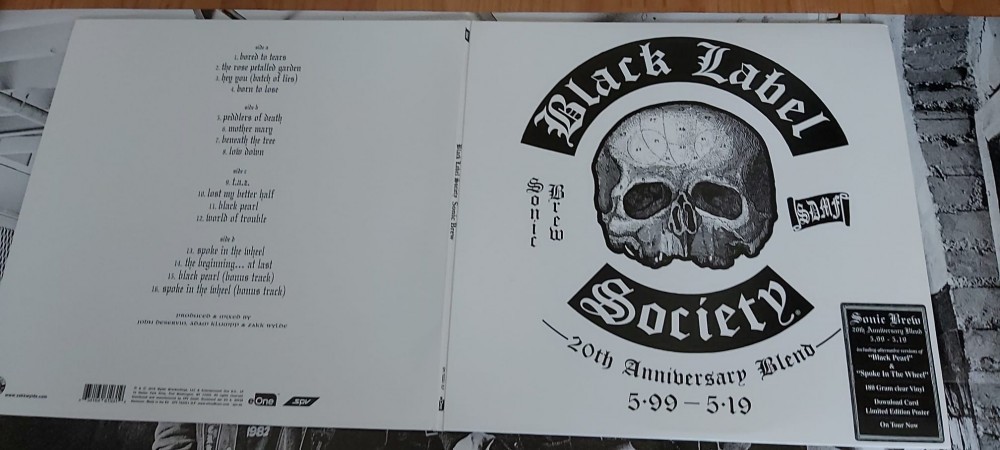 side a
1. bored to tears
2. the rose petalled garden
3. hey you (batch of lies)
4. born to lose
side b
5. peddlers of death
6. mother mary
7. beneath the tree
8. low down
side c
9. t.a.z.
10. lost my better half
11. black pearl
12. world of trouble
side d
13. spoke in the wheel
14. the beginning... at last
15. black pearl (bonus track)
16. spoke in the wheel (bonus track)
produced & mixed by
john deservio, adam klumpp & zakk wylde
eOne
spv
1982
Black Label Society Sonic Brew
Black Label
Sonic
Brew
SDMF
Society
20th Anniversary Blend
5·99 – 5·19
Sonic Brew
20th Anniversary Blend
5.99 - 5.19
including alternative versions of
"Black Pearl"
&
"Spoke In The Wheel"
180 Gram clear Vinyl
Download Card
Limited Edition Poster
On Tour Now